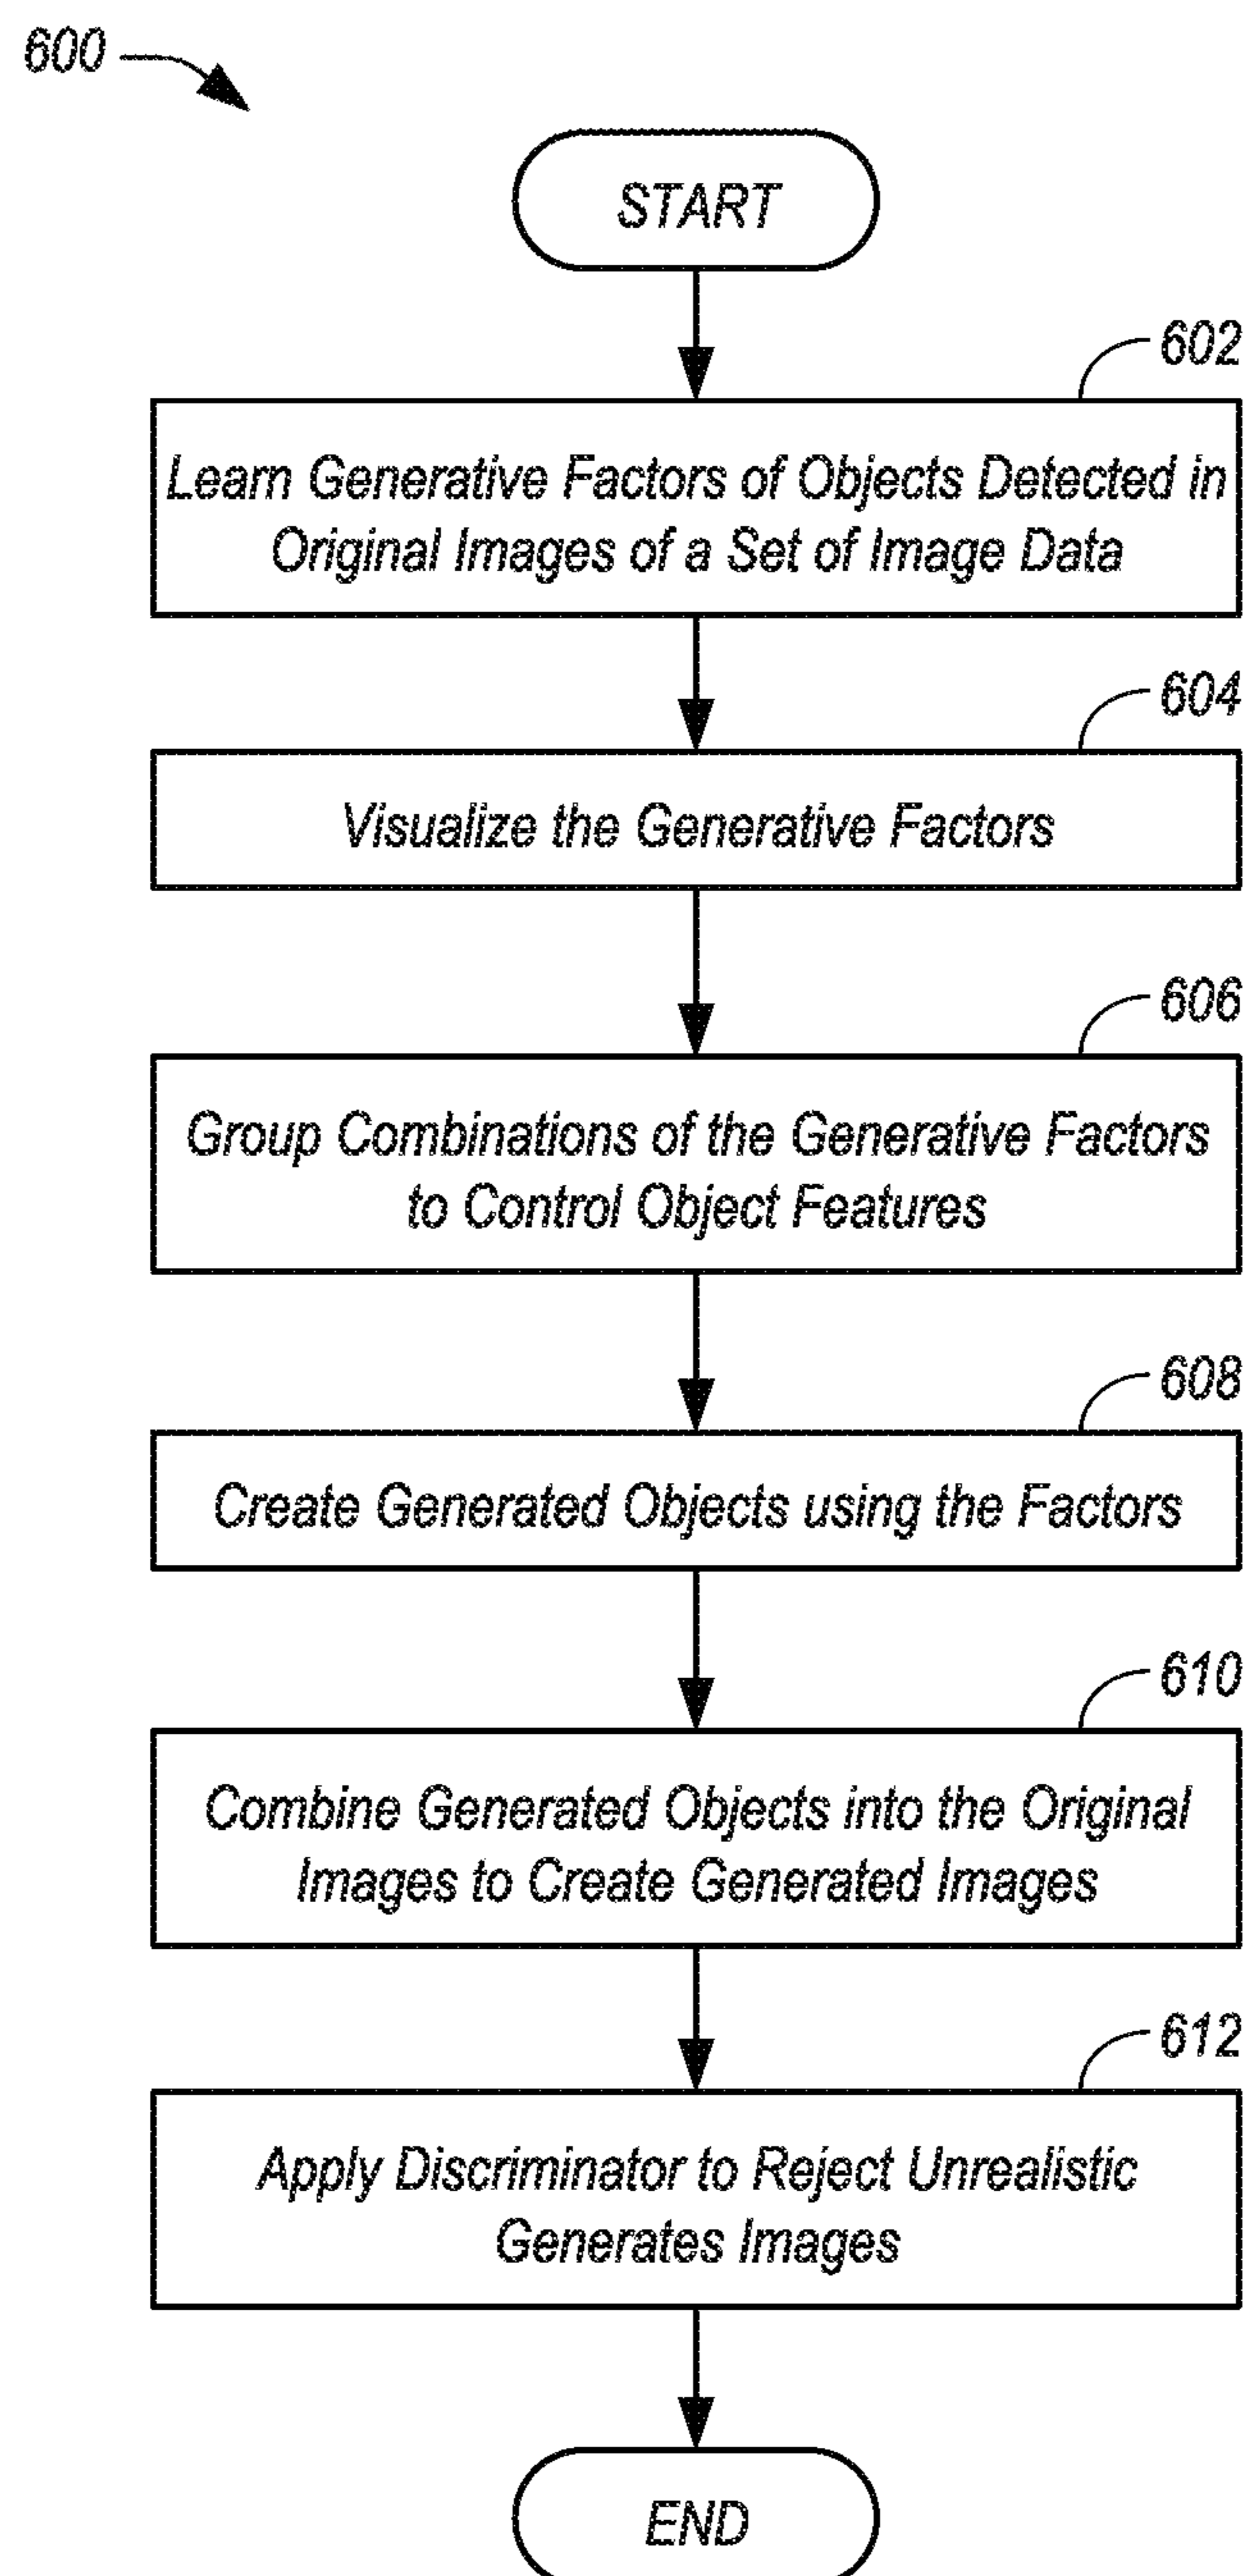 600
START
602
Learn Generative Factors of Objects Detected in
Original Images of a Set of Image Data
604
Visualize the Generative Factors
606
Group Combinations of the Generative Factors
to Control Object Features
608
Create Generated Objects using the Factors
610
Combine Generated Objects into the Original
Images to Create Generated Images
612
Apply Discriminator to Reject Unrealistic
Generates Images
END